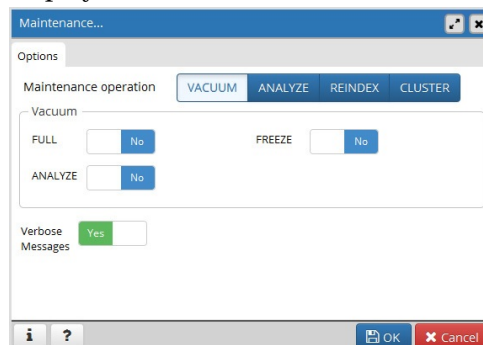 Maintenance...
Options
Maintenance operation VACUUM ANALYZE REINDEX CLUSTER
Vacuum
FULL No FREEZE No
ANALYZE No
Verbose Yes
Messages
i ? OK Cancel